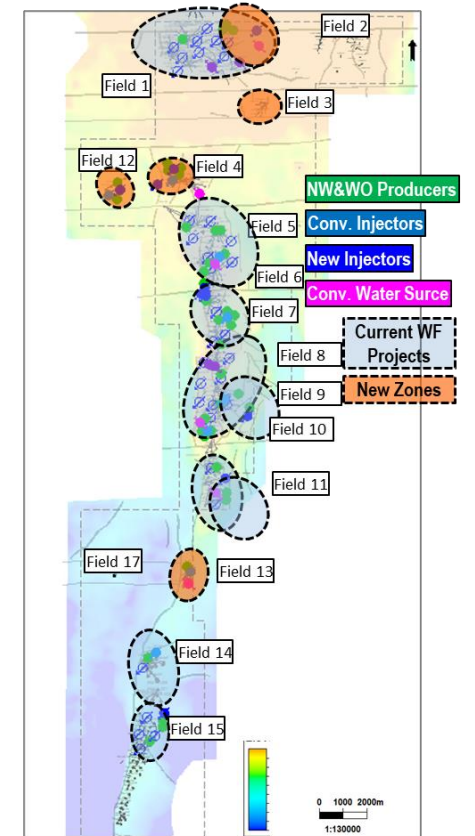 Field 2
Field 1
Field 3
Field 12
Field 4
NW&WO Producers
Field 5
Conv. Injectors
New Injectors
Field 6
Conv. Water Surce
Field 7
Current WF
Projects
Field 8
Field 9
New Zones
Field 10
Field 11
Field 17
Field 13
Field 14
Field 15
0 1000 2000m
1:130000